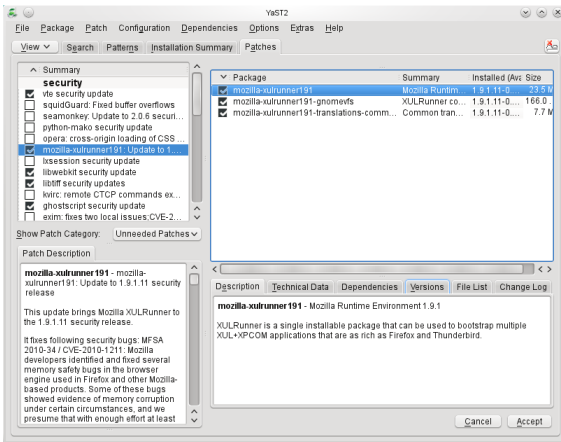 YaST2
File Package Patch Configuration Dependencies Options Extras Help
View Search Patterns Installation Summary Patches
Summary
security
vte security update
squidGuard: Fixed buffer overflows
seamonkey: Update to 2.0.6 securi...
python-mako security update
opera: cross-origin loading of CSS ...
mozilla-xulrunner191: Update to 1....
lxsession security update
libwebkit security update
libtiff security updates
kvirc: remote CTCP commands ex...
ghostscript security update
exim: fixes two local issues;CVE-2...
Show Patch Category: Unneeded Patches
Patch Description
mozilla-xulrunner191 - mozilla-
xulrunner191: Update to 1.9.1.11 security
release
This update brings Mozilla XULRunner to
the 1.9.1.11 security release.
It fixes following security bugs: MFSA
2010-34 / CVE-2010-1211: Mozilla
developers identified and fixed several
memory safety bugs in the browser
engine used in Firefox and other Mozilla-
based products. Some of these bugs
showed evidence of memory corruption
under certain circumstances, and we
presume that with enough effort at least
Package Summary Installed (Ava Size
mozilla-xulrunner191 Mozilla Runtim... 1.9.1.11-0.... 23.5 M
mozilla-xulrunner191-gnomevfs XULRunner co... 1.9.1.11-0.... 166.0
mozilla-xulrunner191-translations-comm... Common tran... 1.9.1.11-0.... 7.7 M
Description Technical Data Dependencies Versions File List Change Log
mozilla-xulrunner191 - Mozilla Runtime Environment 1.9.1
XULRunner is a single installable package that can be used to bootstrap multiple
XUL+XPCOM applications that are as rich as Firefox and Thunderbird.
Cancel Accept